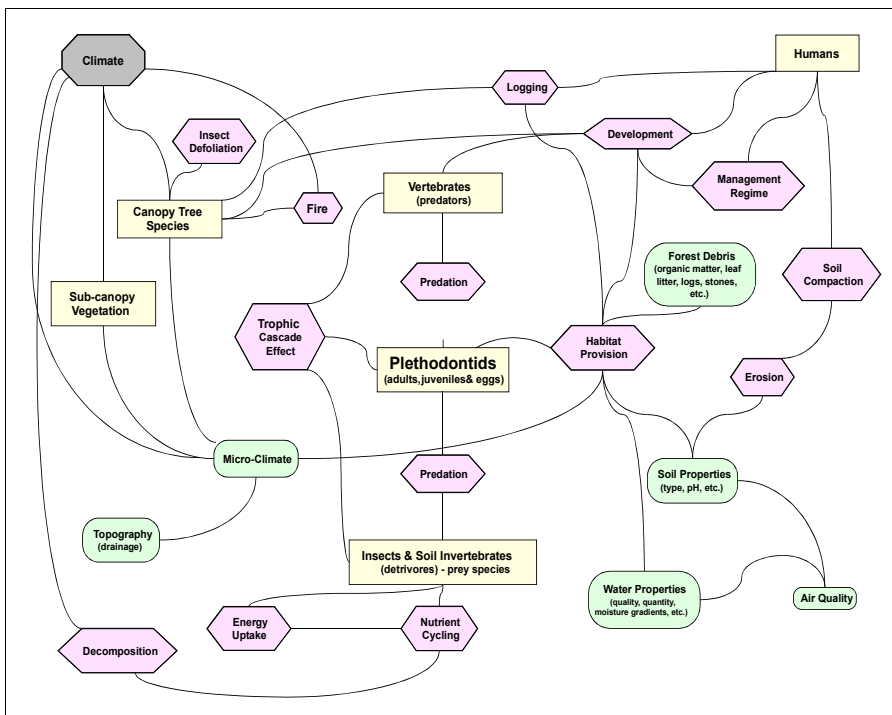 Climate
Humans
Logging
Insect
Defoliation
Development
Management
Regime
Vertebrates
(predators)
Canopy Tree
Species
Fire
Forest Debris
(organic matter, leaf
litter, logs, stones,
etc.)
Soil
Compaction
Predation
Sub-canopy
Vegetation
Trophic
Cascade
Effect
Habitat
Provision
Plethodontids
(adults,juveniles& eggs)
Erosion
Micro-Climate
Predation
Soil Properties
(type, pH, etc.)
Topography
(drainage)
Insects & Soil Invertebrates
(detrivores) - prey species
Water Properties
(quality, quantity,
moisture gradients, etc.)
Air Quality
Energy
Uptake
Nutrient
Cycling
Decomposition